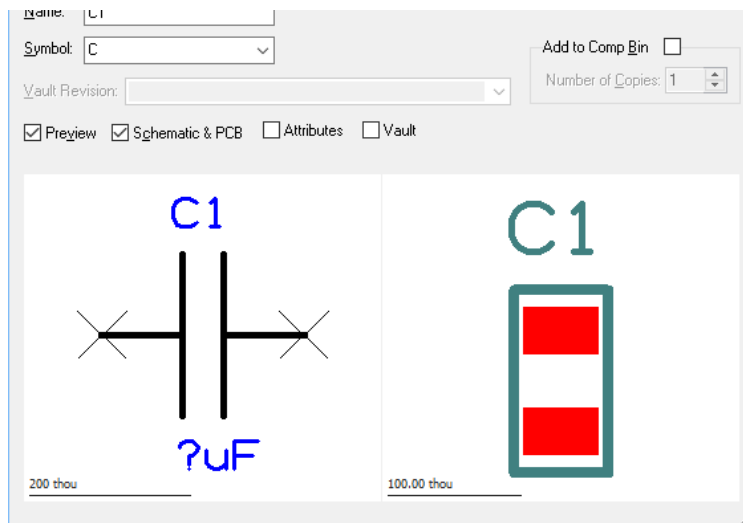 Name: C1
Symbol: C
Add to Comp Bin
Vault Revision:
Number of Copies: 1
Preview Schematic & PCB Attributes Vault
C1
C1
?uF
200 thou
100.00 thou